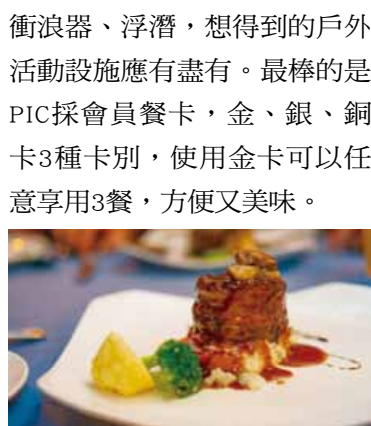 衝浪器、浮潛，想得到的戶外
活動設施應有盡有。最棒的是
PIC採會員餐卡，金、銀、銅
卡3種卡別，使用金卡可以任
意享用3餐，方便又美味。